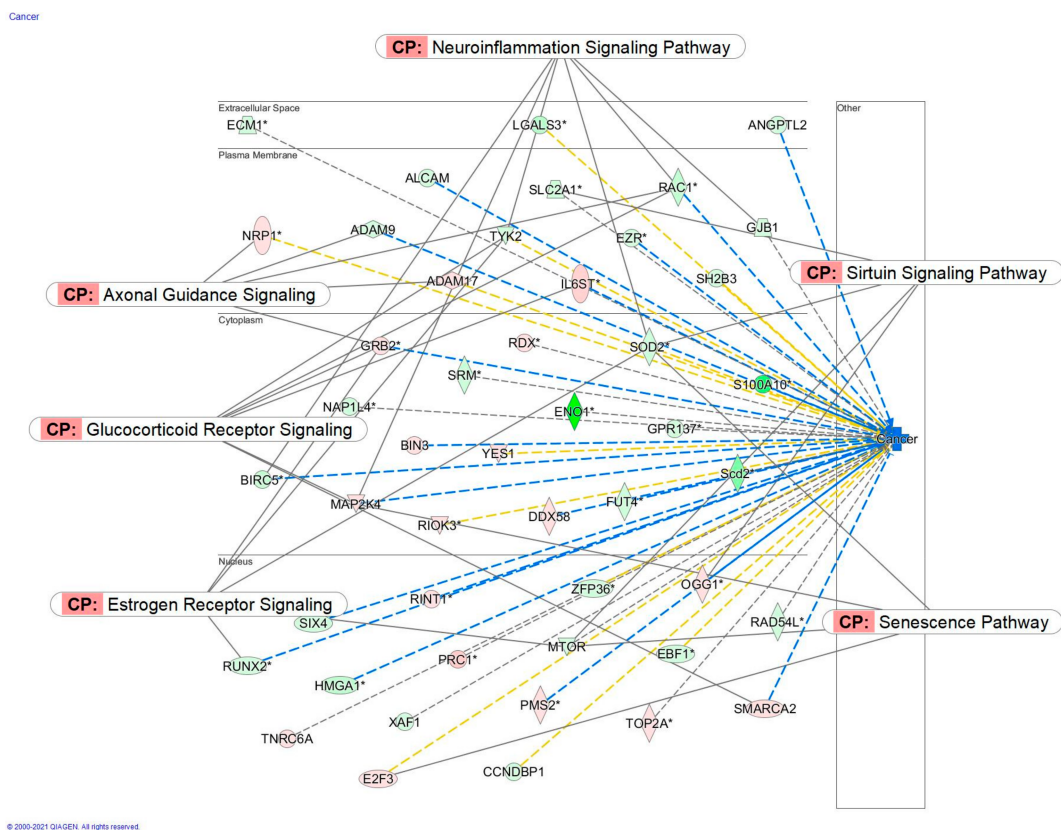 Cancer
CP: Neuroinflammation Signaling Pathway
Extracellular Space
Other
ECM1*
LGALS3*
ANGPTL2
Plasma Membrane
ALCAM
SLC2A1*
RAC1*
NRP1*
ADAM9
TYK2
EZR*
GJB1
CP: Sirtuin Signaling Pathway
ADAM17
IL6ST*
SH2B3
CP: Axonal Guidance Signaling
Cytoplasm
GRB2*
RDX*
SOD2*
SRM*
S100A10*
NAP1L4*
ENO1*
CP: Glucocorticoid Receptor Signaling
GPR137*
Cancer
BIN3
YES1
BIRC5*
Scd2*
MAP2K4*
RIOK3*
DDX58
FUT4*
Nucleus
CP: Estrogen Receptor Signaling
RINT1*
ZFP36*
OGG1*
SIX4
RAD54L*
CP: Senescence Pathway
RUNX2*
PRC1*
MTOR
EBF1*
HMGA1*
PMS2*
SMARCA2
XAF1
TOP2A*
TNRC6A
E2F3
CCNDBP1
© 2000-2021 QIAGEN. All rights reserved.